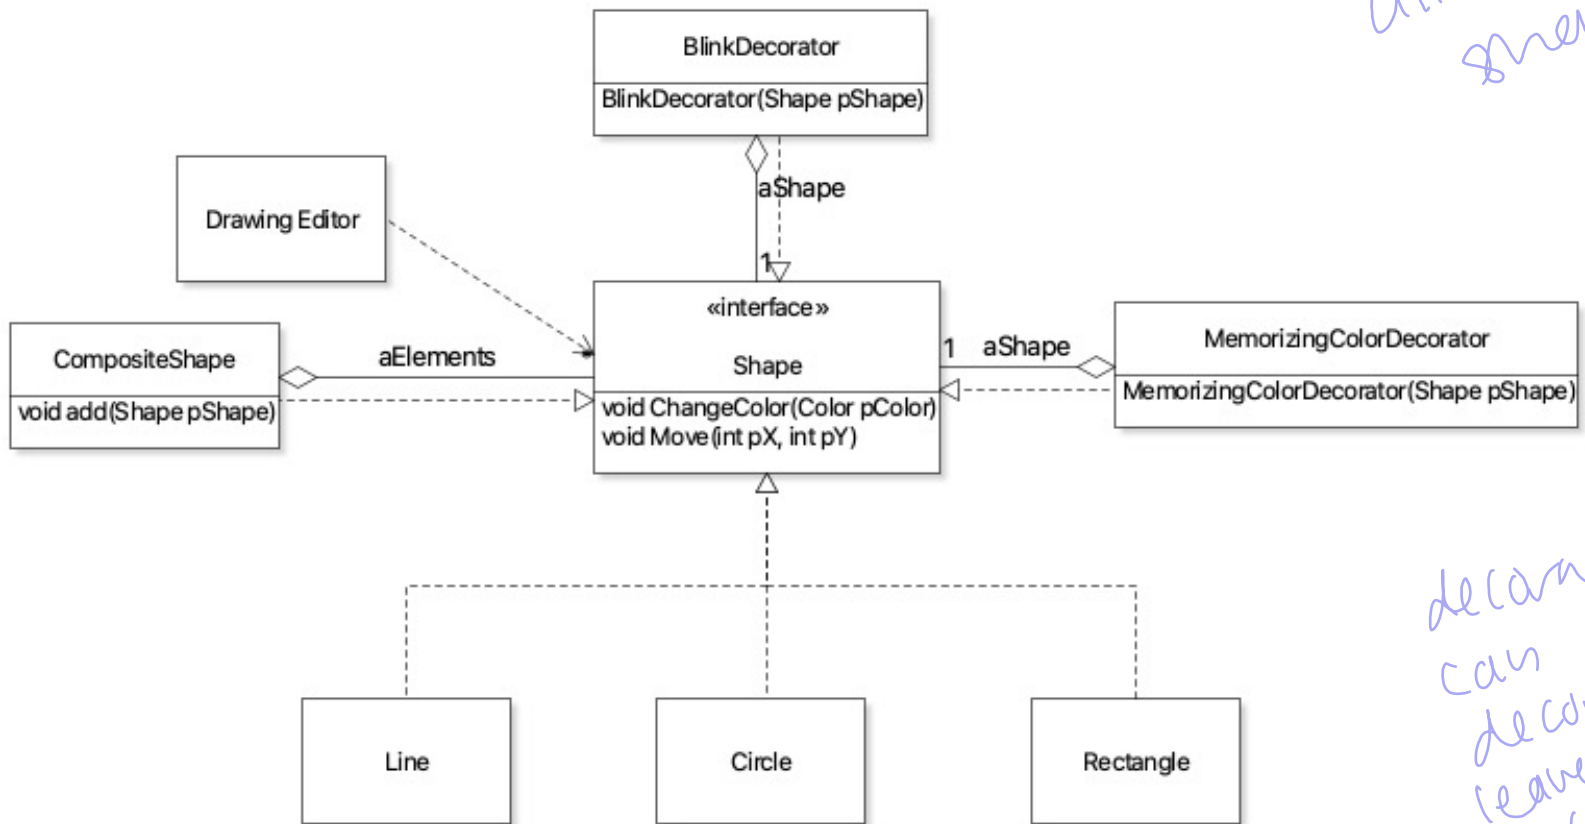 BlinkDecorator
BlinkDecorator(Shape pShape)
aShape
1
Drawing Editor
«interface»
Shape
void ChangeColor(Color pColor)
void Move(int pX, int pY)
CompositeShape
void add(Shape pShape)
aElements
1 aShape
MemorizingColorDecorator
MemorizingColorDecorator(Shape pShape)
Line
Circle
Rectangle
can